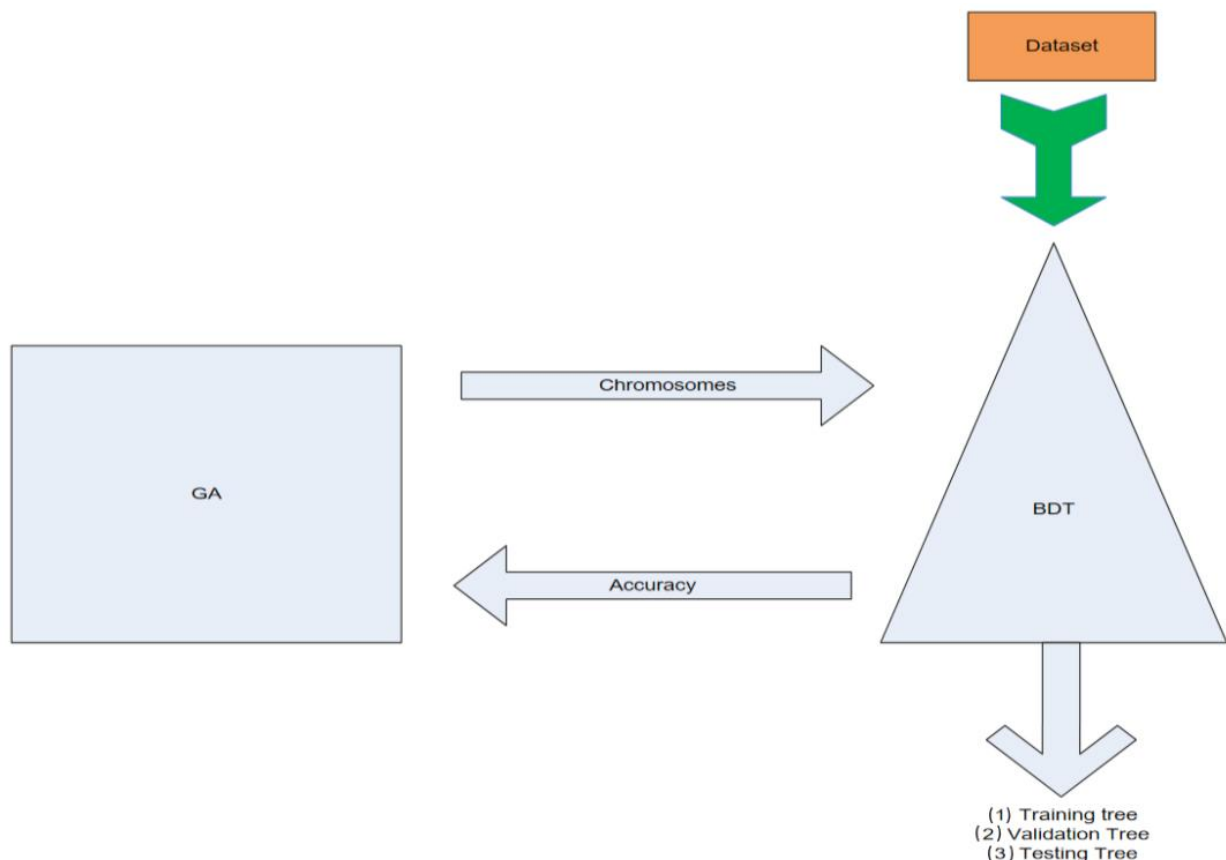 Dataset
Chromosomes
GA
BDT
Accuracy
(1) Training tree
(2) Validation Tree
(3) Testing Tree